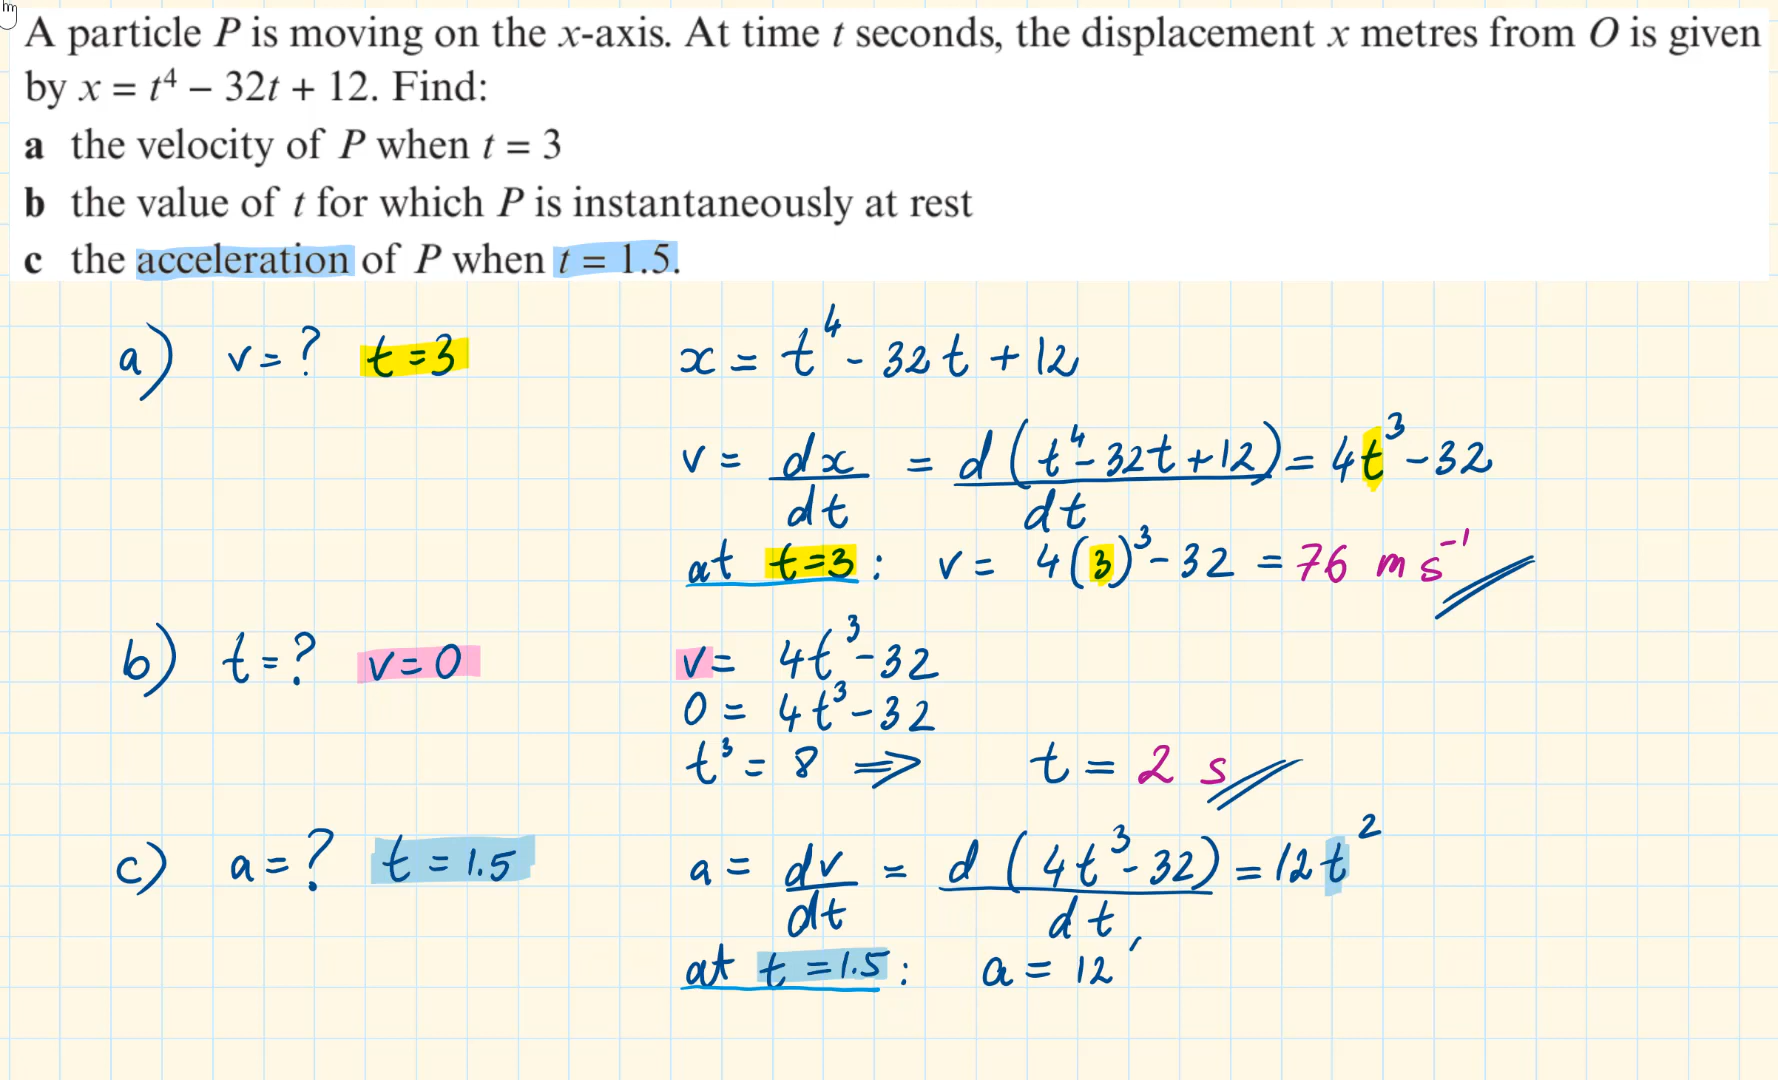 A particle P is moving on the x-axis. At time t seconds, the displacement x metres from O is given
by x = t⁴ – 32t + 12. Find:
a the velocity of P when t = 3
b the value of t for which P is instantaneously at rest
c the acceleration of P when t = 1.5.
a) v = ? t = 3
x = t⁴ - 32t + 12
v = dx/dt = d(t⁴ - 32t + 12)/dt = 4t³ - 32
at t = 3 : v = 4(3)³ - 32 = 76 m s⁻¹
b) t = ? v = 0
v = 4t³ - 32
0 = 4t³ - 32
t³ = 8 ⇒ t = 2 s
c) a = ? t = 1.5
a = dv/dt = d(4t³ - 32)/dt = 12t²
at t = 1.5 : a = 12